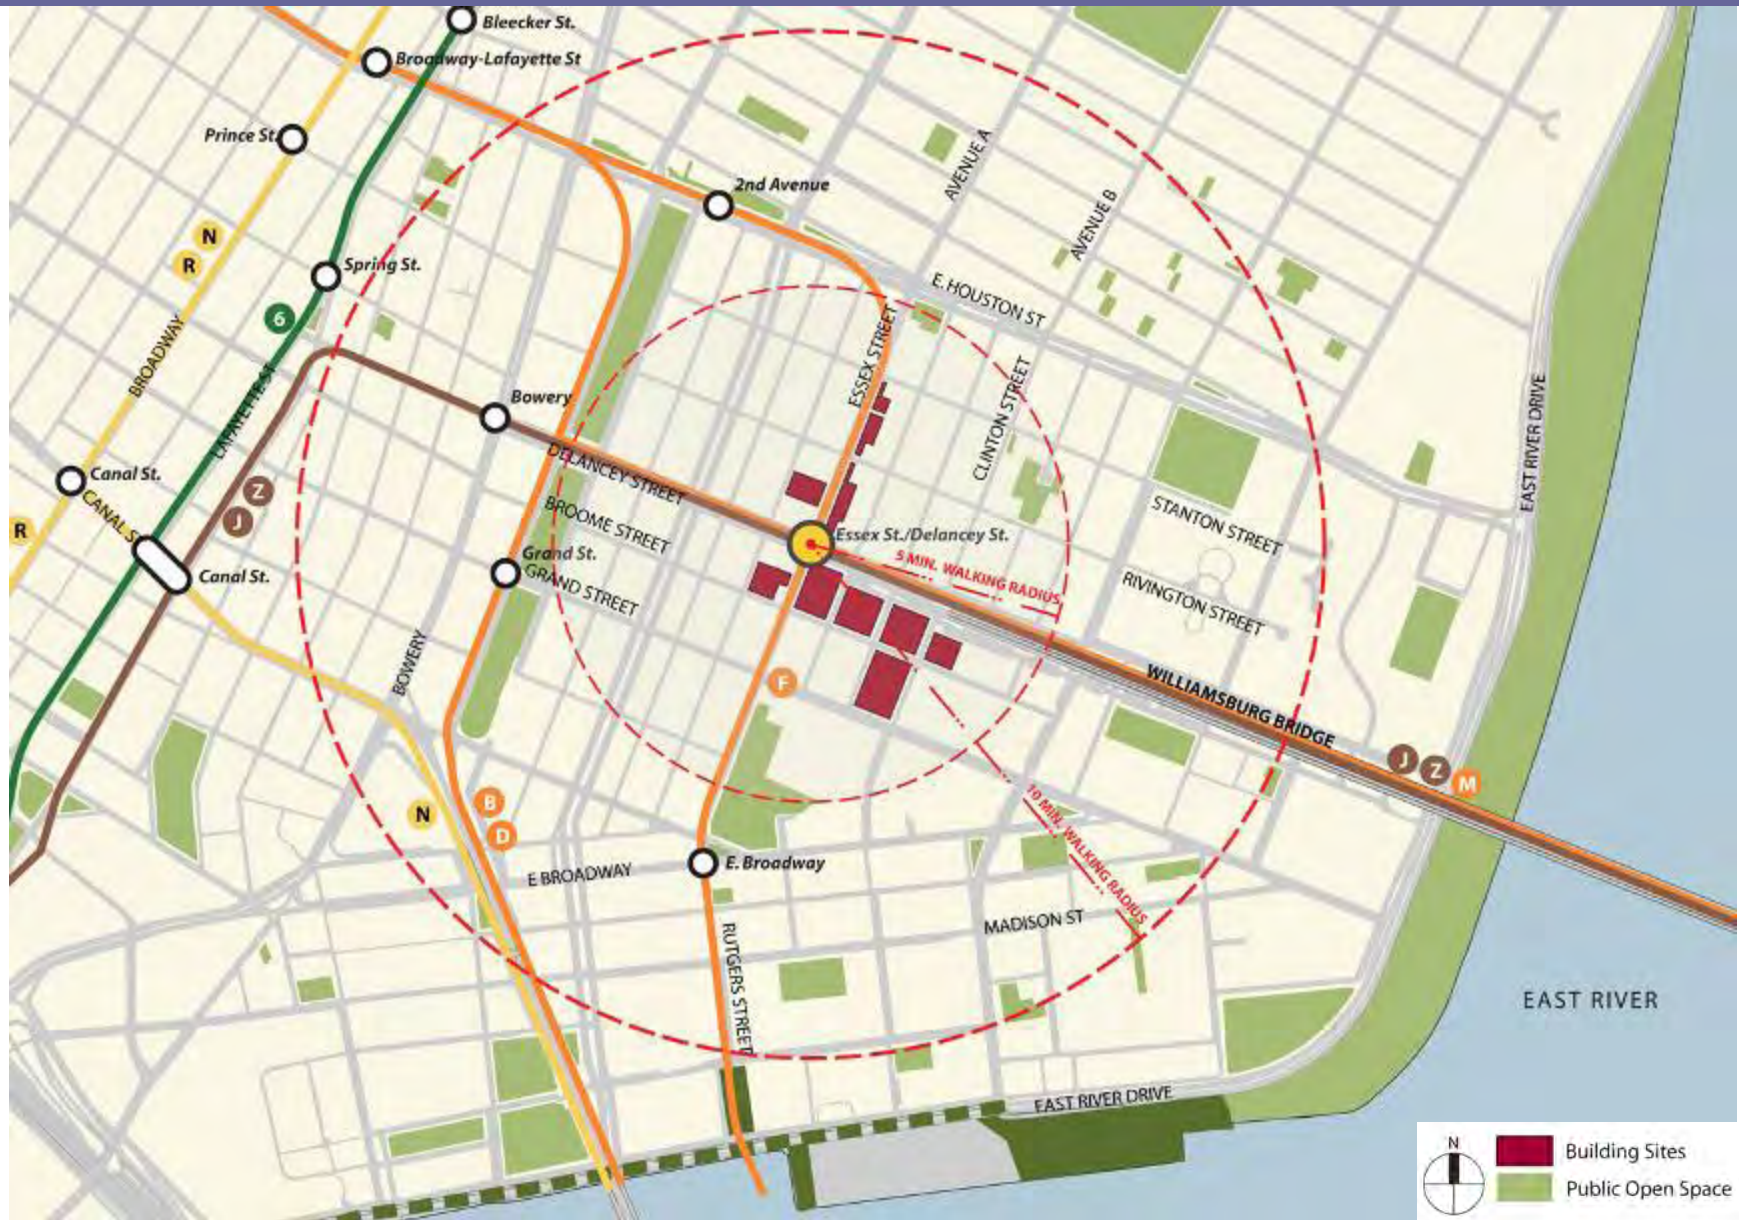 Bleecker St.
Broadway-Lafayette St
Prince St.
2nd Avenue
AVENUE A
AVENUE B
N
R
Spring St.
6
E. HOUSTON ST
BROADWAY
LAFAYETTE ST
ESSEX STREET
CLINTON STREET
EAST RIVER DRIVE
Bowery
DELANCEY STREET
Canal St.
CANAL ST
Z
J
R
BROOME STREET
STANTON STREET
Essex St./Delancey St.
Grand St.
GRAND STREET
5 MIN. WALKING RADIUS
Canal St.
RIVINGTON STREET
BOWERY
F
WILLIAMSBURG BRIDGE
J
Z
M
N
B
D
10 MIN. WALKING RADIUS
E BROADWAY
E. Broadway
MADISON ST
RUTGERS STREET
EAST RIVER
EAST RIVER DRIVE
N
Building Sites
Public Open Space